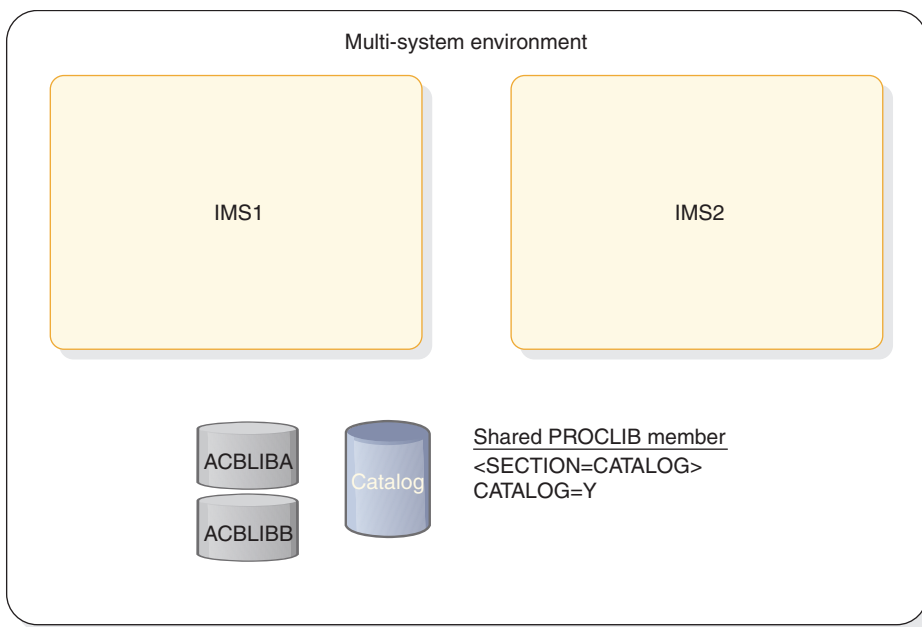 Multi-system environment
IMS1
IMS2
ACBLIBA
ACBLIBB
Catalog
Shared PROCLIB member
<SECTION=CATALOG>
CATALOG=Y